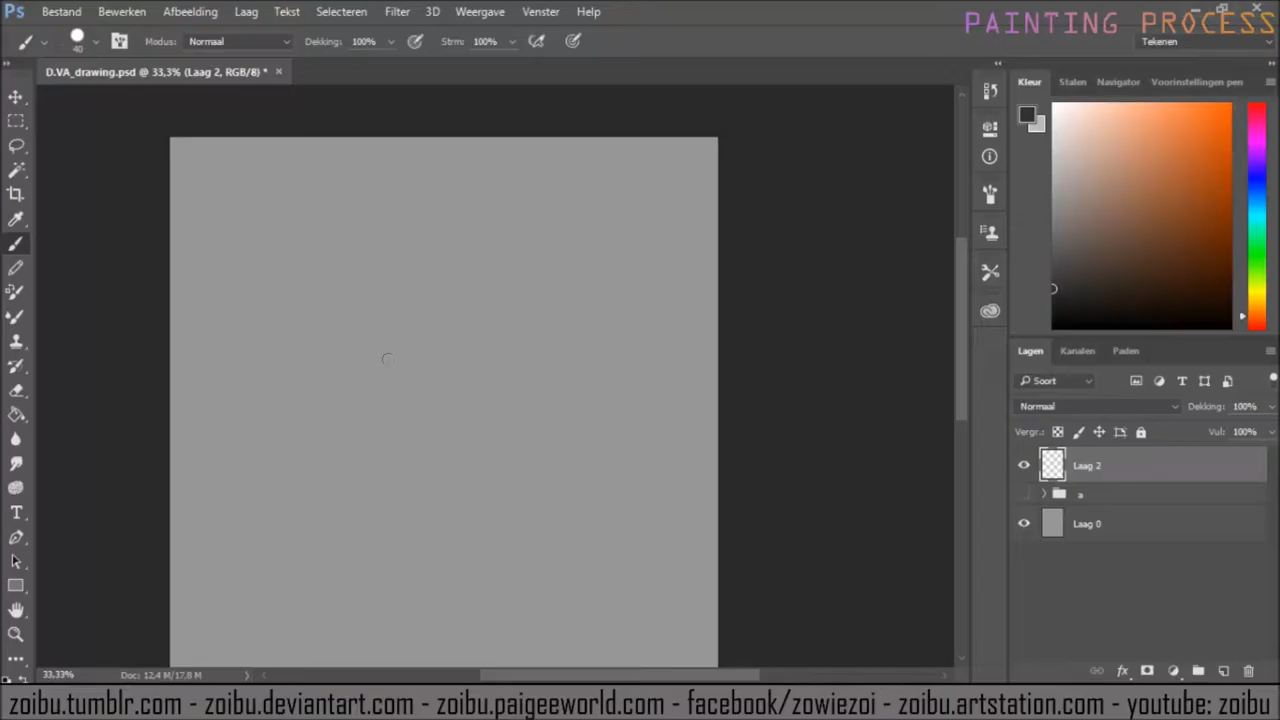 Ps Bestand Bewerken Afbeelding Laag Tekst Selecteren Filter 3D Weergave Venster Help
PAINTING PROCESS
40 Modus: Normaal Dekking: 100% Strm: 100% Tekenen
D.VA_drawing.psd @ 33,3% (Laag 2, RGB/8) *
Kleur Stalen Navigator Voorinstellingen pen
Lagen Kanalen Paden
Soort
Normaal Dekking: 100%
Vergr.: Vul: 100%
Laag 2
a
Laag 0
33,33% Doc: 12,4 M/17,8 M
zoibu.tumblr.com - zoibu.deviantart.com - zoibu.paigeeworld.com - facebook/zowiezoi - zoibu.artstation.com - youtube: zoibu